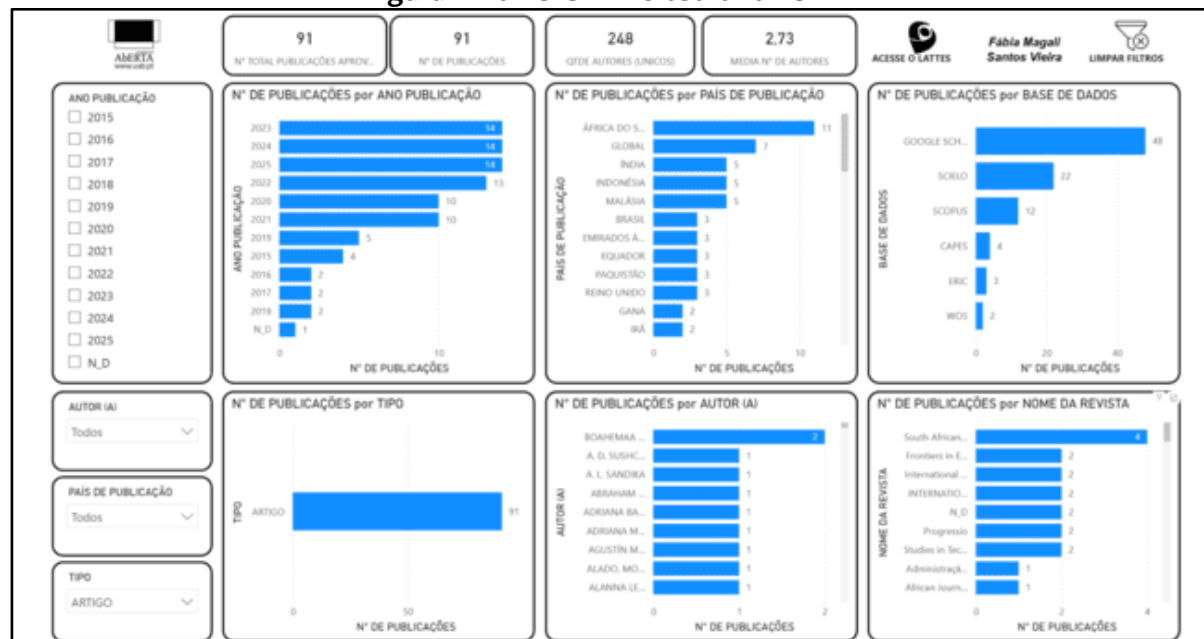 AbERTA
www.uab.pt
91
N° TOTAL PUBLICAÇÕES APROV...
91
N° DE PUBLICAÇÕES
248
QTDE AUTORES (UNICOS)
2,73
MEDIA N° DE AUTORES
ACESSE O LATTES
Fábia Magali
Santos Vieira
LIMPAR FILTROS
ANO PUBLICAÇÃO
2015
2016
2017
2018
2019
2020
2021
2022
2023
2024
2025
N_D
N° DE PUBLICAÇÕES por ANO PUBLICAÇÃO
ANO PUBLICAÇÃO
2023 14
2024 14
2025 14
2022 13
2020 10
2021 10
2019 5
2015 4
2016 2
2017 2
2018 2
N_D 1
0 10
N° DE PUBLICAÇÕES
N° DE PUBLICAÇÕES por PAÍS DE PUBLICAÇÃO
PAÍS DE PUBLICAÇÃO
ÁFRICA DO S... 11
GLOBAL 7
ÍNDIA 5
INDONÉSIA 5
MALÁSIA 5
BRASIL 3
EMIRADOS Á... 3
EQUADOR 3
PAQUISTÃO 3
REINO UNIDO 3
GANA 2
IRÃ 2
0 5 10
N° DE PUBLICAÇÕES
N° DE PUBLICAÇÕES por BASE DE DADOS
BASE DE DADOS
GOOGLE SCH... 48
SCIELO 22
SCOPUS 12
CAPES 4
ERIC 3
WOS 2
0 20 40
N° DE PUBLICAÇÕES
AUTOR (A)
Todos
PAÍS DE PUBLICAÇÃO
Todos
TIPO
ARTIGO
N° DE PUBLICAÇÕES por TIPO
TIPO
ARTIGO 91
0 50
N° DE PUBLICAÇÕES
N° DE PUBLICAÇÕES por AUTOR (A)
AUTOR (A)
BOAHEMAA ... 2
A. D. SUSHC... 1
A. L. SANDIKA 1
ABRAHAM ... 1
ADRIANA BA... 1
ADRIANA M... 1
AGUSTÍN M... 1
ALADO, MO... 1
ALANNA LE... 1
0 1 2
N° DE PUBLICAÇÕES
N° DE PUBLICAÇÕES por NOME DA REVISTA
NOME DA REVISTA
South African... 4
Frontiers in E... 2
International ... 2
INTERNATIO... 2
N_D 2
Progressio 2
Studies in Tec... 2
Administraçã... 1
African Journ... 1
0 2 4
N° DE PUBLICAÇÕES